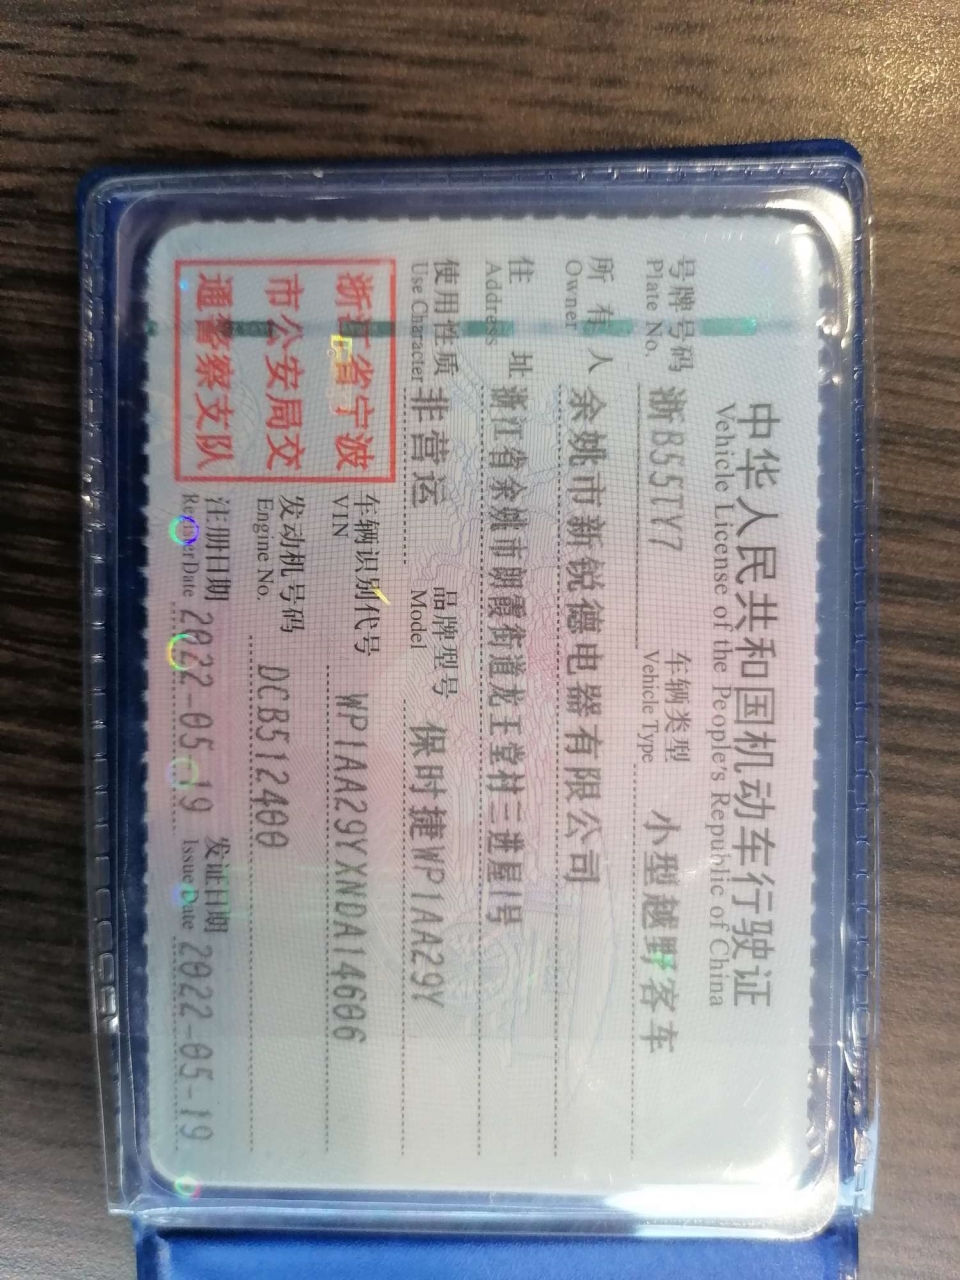 中华人民共和国机动车行驶证
Vehicle License of the People's Republic of China
号牌号码 浙B55TY7 车辆类型 小型越野客车
Plate No. Vehicle Type
所有人 余姚市新锐德电器有限公司
Owner
住址 浙江省余姚市朗霞街道龙王堂村三进屋1号
Address
使用性质 非营运 品牌型号 保时捷WP1AA29Y
Use Character Model
浙江省宁波
市公安局交
通警察支队
车辆识别代号 WP1AA29YXNDA14606
VIN
发动机号码 DCB512400
Engine No.
注册日期 2022-05-19 发证日期 2022-05-19
Register Date Issue Date